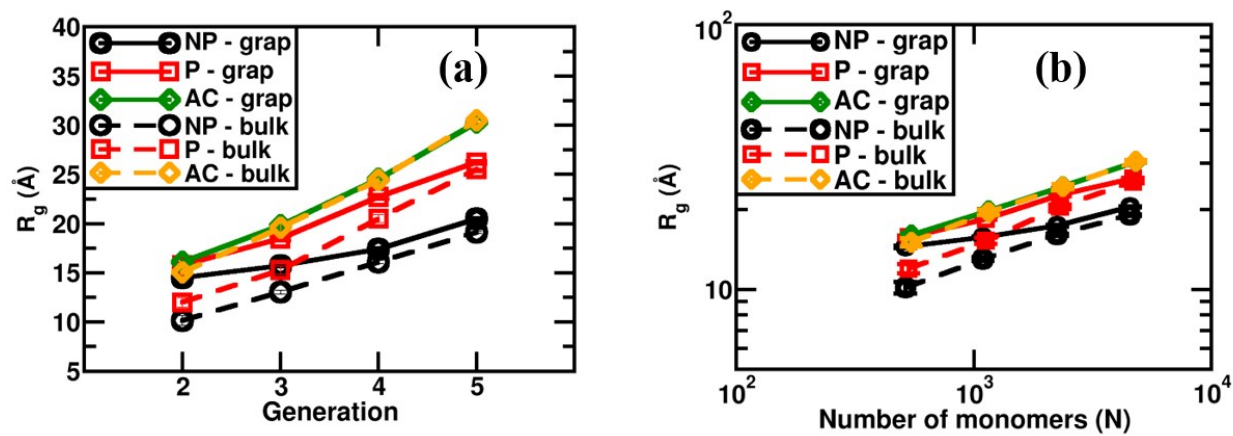 40
35
30
25
20
15
10
5
R_g (Å)
NP - grap
P - grap
AC - grap
NP - bulk
P - bulk
AC - bulk
(a)
2 3 4 5
Generation
10^2
10
R_g (Å)
NP - grap
P - grap
AC - grap
NP - bulk
P - bulk
AC - bulk
(b)
10^2 10^3 10^4
Number of monomers (N)